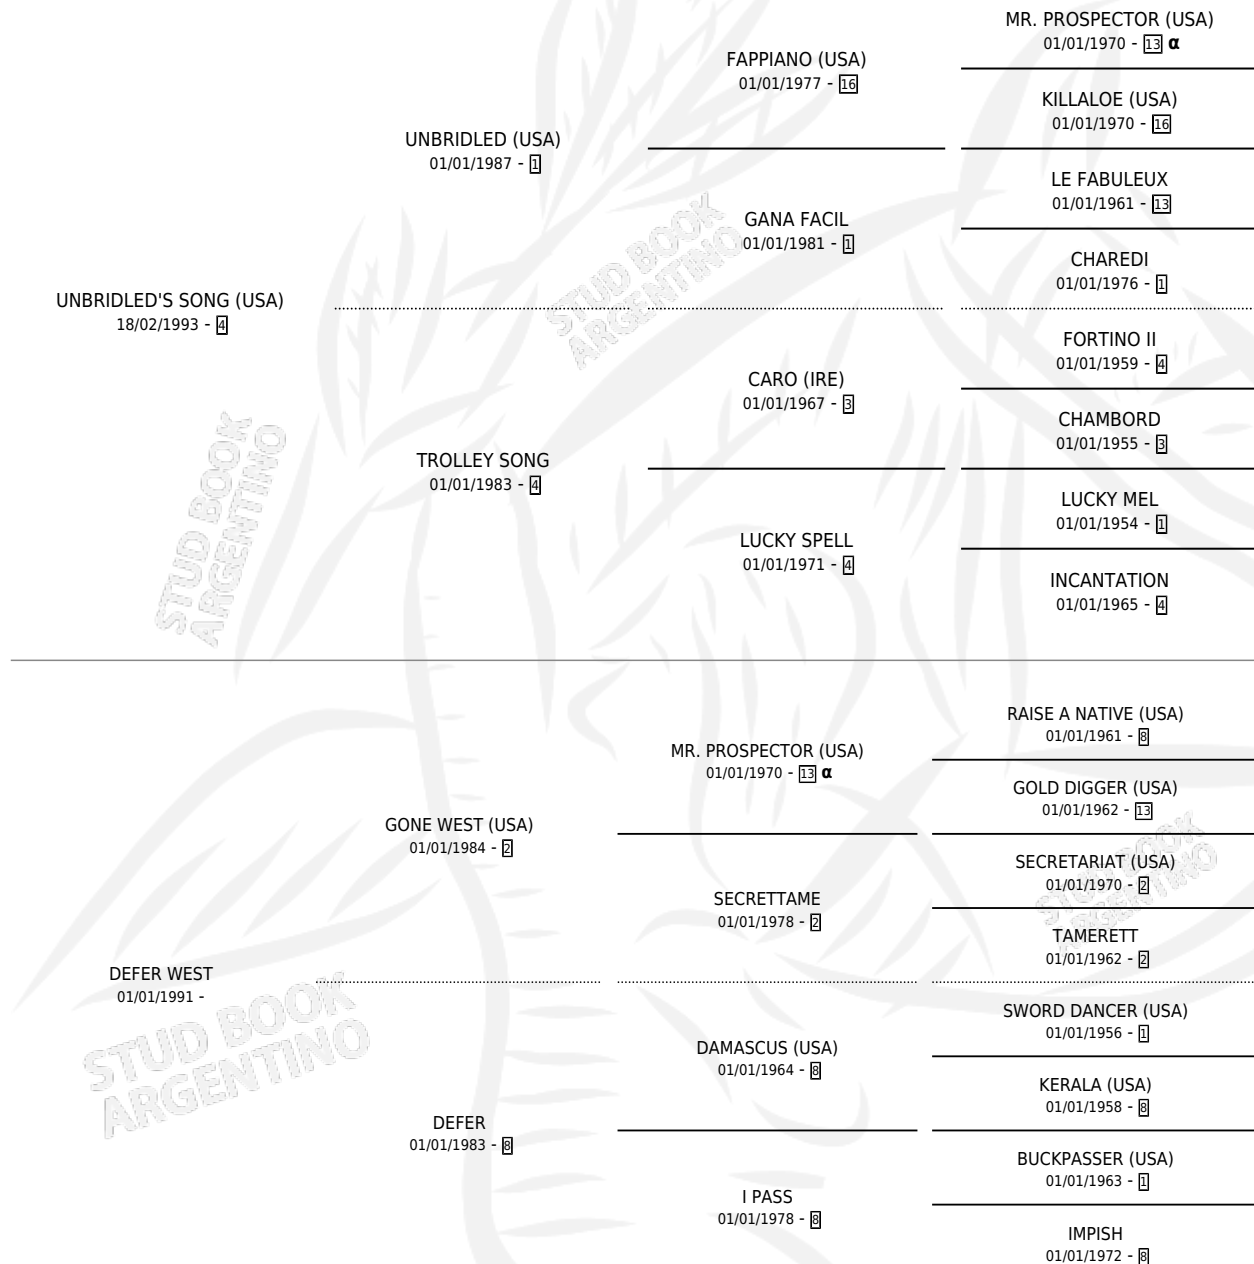 MR. PROSPECTOR (USA)
01/01/1970 - 13 α
FAPPIANO (USA)
01/01/1977 - 16
KILLALOE (USA)
01/01/1970 - 16
UNBRIDLED (USA)
01/01/1987 - 1
LE FABULEUX
01/01/1961 - 13
GANA FACIL
01/01/1981 - 1
CHAREDI
01/01/1976 - 1
UNBRIDLED'S SONG (USA)
18/02/1993 - 4
FORTINO II
01/01/1959 - 4
CARO (IRE)
01/01/1967 - 3
CHAMBORD
01/01/1955 - 3
TROLLEY SONG
01/01/1983 - 4
LUCKY MEL
01/01/1954 - 1
LUCKY SPELL
01/01/1971 - 4
INCANTATION
01/01/1965 - 4
RAISE A NATIVE (USA)
01/01/1961 - 8
MR. PROSPECTOR (USA)
01/01/1970 - 13 α
GOLD DIGGER (USA)
01/01/1962 - 13
GONE WEST (USA)
01/01/1984 - 2
SECRETARIAT (USA)
01/01/1970 - 2
SECRETTAME
01/01/1978 - 2
TAMERETT
01/01/1962 - 2
DEFER WEST
01/01/1991 -
SWORD DANCER (USA)
01/01/1956 - 1
DAMASCUS (USA)
01/01/1964 - 8
KERALA (USA)
01/01/1958 - 8
DEFER
01/01/1983 - 8
BUCKPASSER (USA)
01/01/1963 - 1
I PASS
01/01/1978 - 8
IMPISH
01/01/1972 - 8
STUD BOOK
ARGENTINO
STUD BOOK
ARGENTINO
STUD BOOK
ARGENTINO
STUD BOOK
ARGENTINO